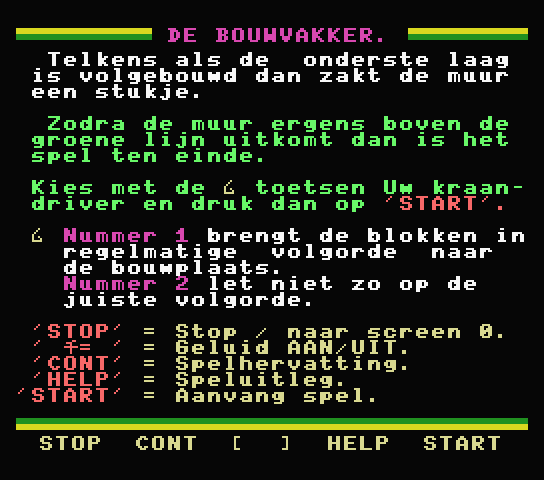 DE BOUWVAKKER.
Telkens als de onderste laag
is volgebouwd dan zakt de muur
een stukje.
Zodra de muur ergens boven de
groene lijn uitkomt dan is het
spel ten einde.
Kies met de toetsen Uw kraan-
driver en druk dan op 'START'.
Nummer 1 brengt de blokken in
regelmatige volgorde naar
de bouwplaats.
Nummer 2 let niet zo op de
juiste volgorde.
'STOP' = Stop / naar screen 0.
' ' = Geluid AAN/UIT.
'CONT' = Spelhervatting.
'HELP' = Speluitleg.
'START' = Aanvang spel.
STOP CONT [ ] HELP START